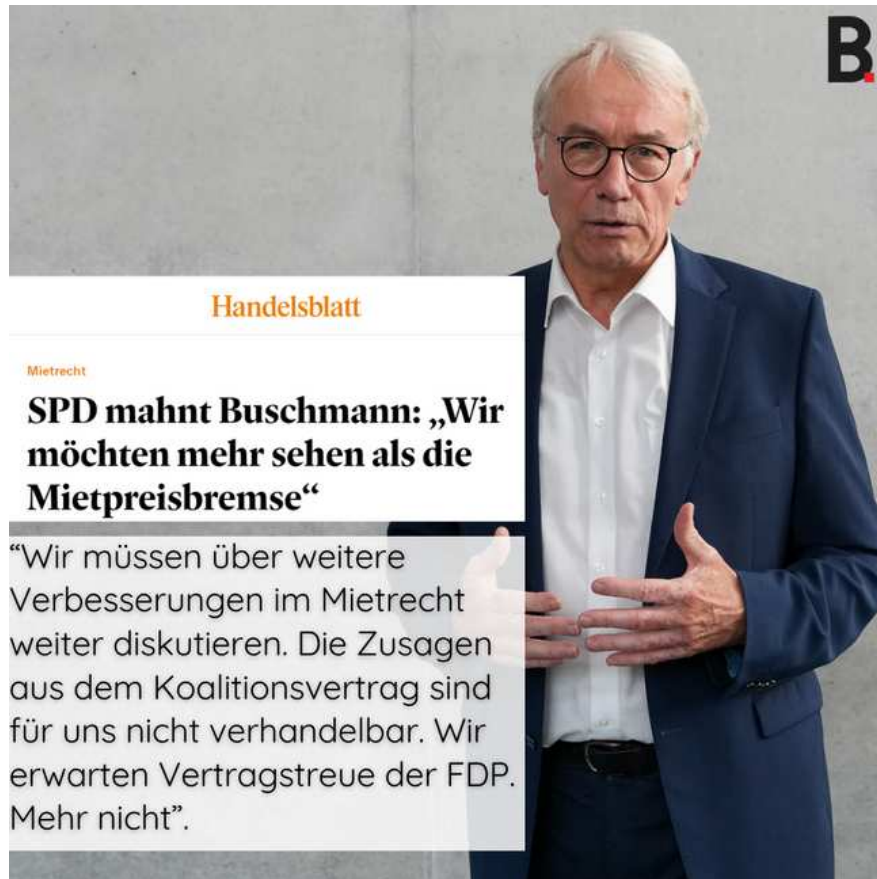 B.
Handelsblatt
Mietrecht
SPD mahnt Buschmann: „Wir
möchten mehr sehen als die
Mietpreisbremse“
“Wir müssen über weitere
Verbesserungen im Mietrecht
weiter diskutieren. Die Zusagen
aus dem Koalitionsvertrag sind
für uns nicht verhandelbar. Wir
erwarten Vertragstreue der FDP.
Mehr nicht”.